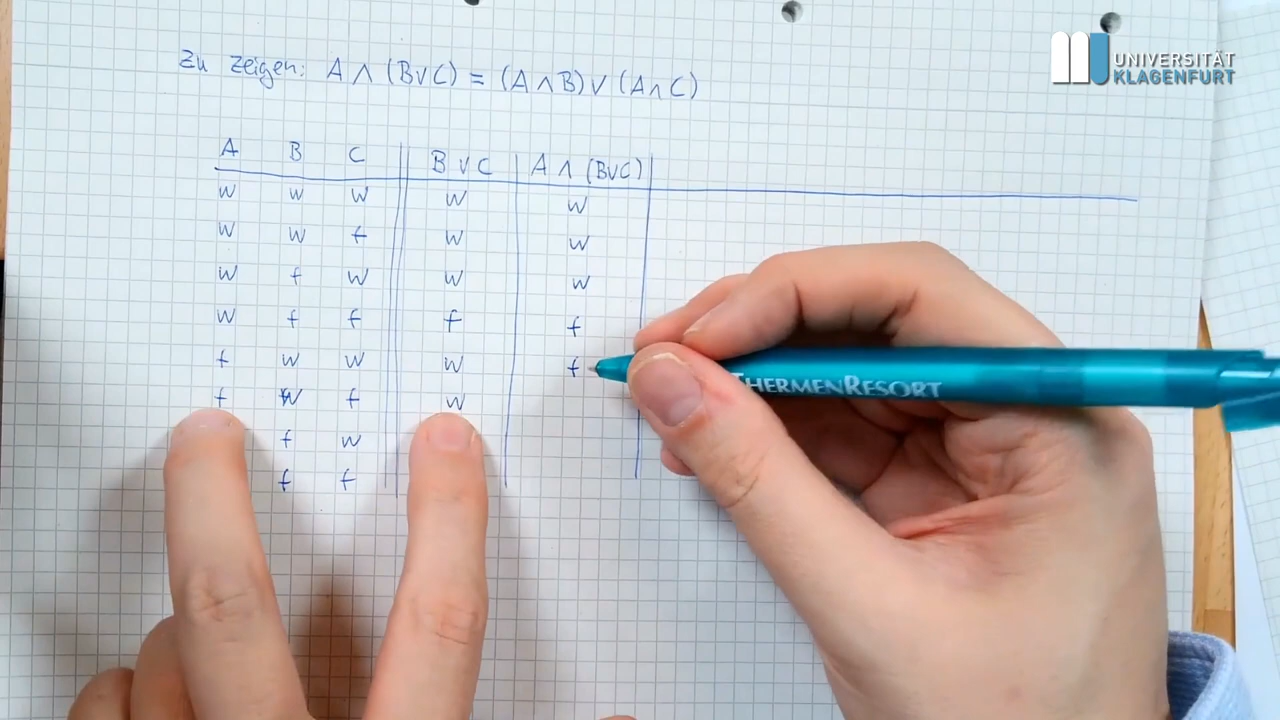 UNIVERSITÄT
KLAGENFURT
Zu zeigen: A ∧ (B∨C) = (A∧B)∨(A∧C)
A B C B ∨ C A ∧ (B∨C)
w w w w w
w w f w w
w f w w w
w f f f f
f w w w f
f w f w
f w
f f
THERMENRESORT